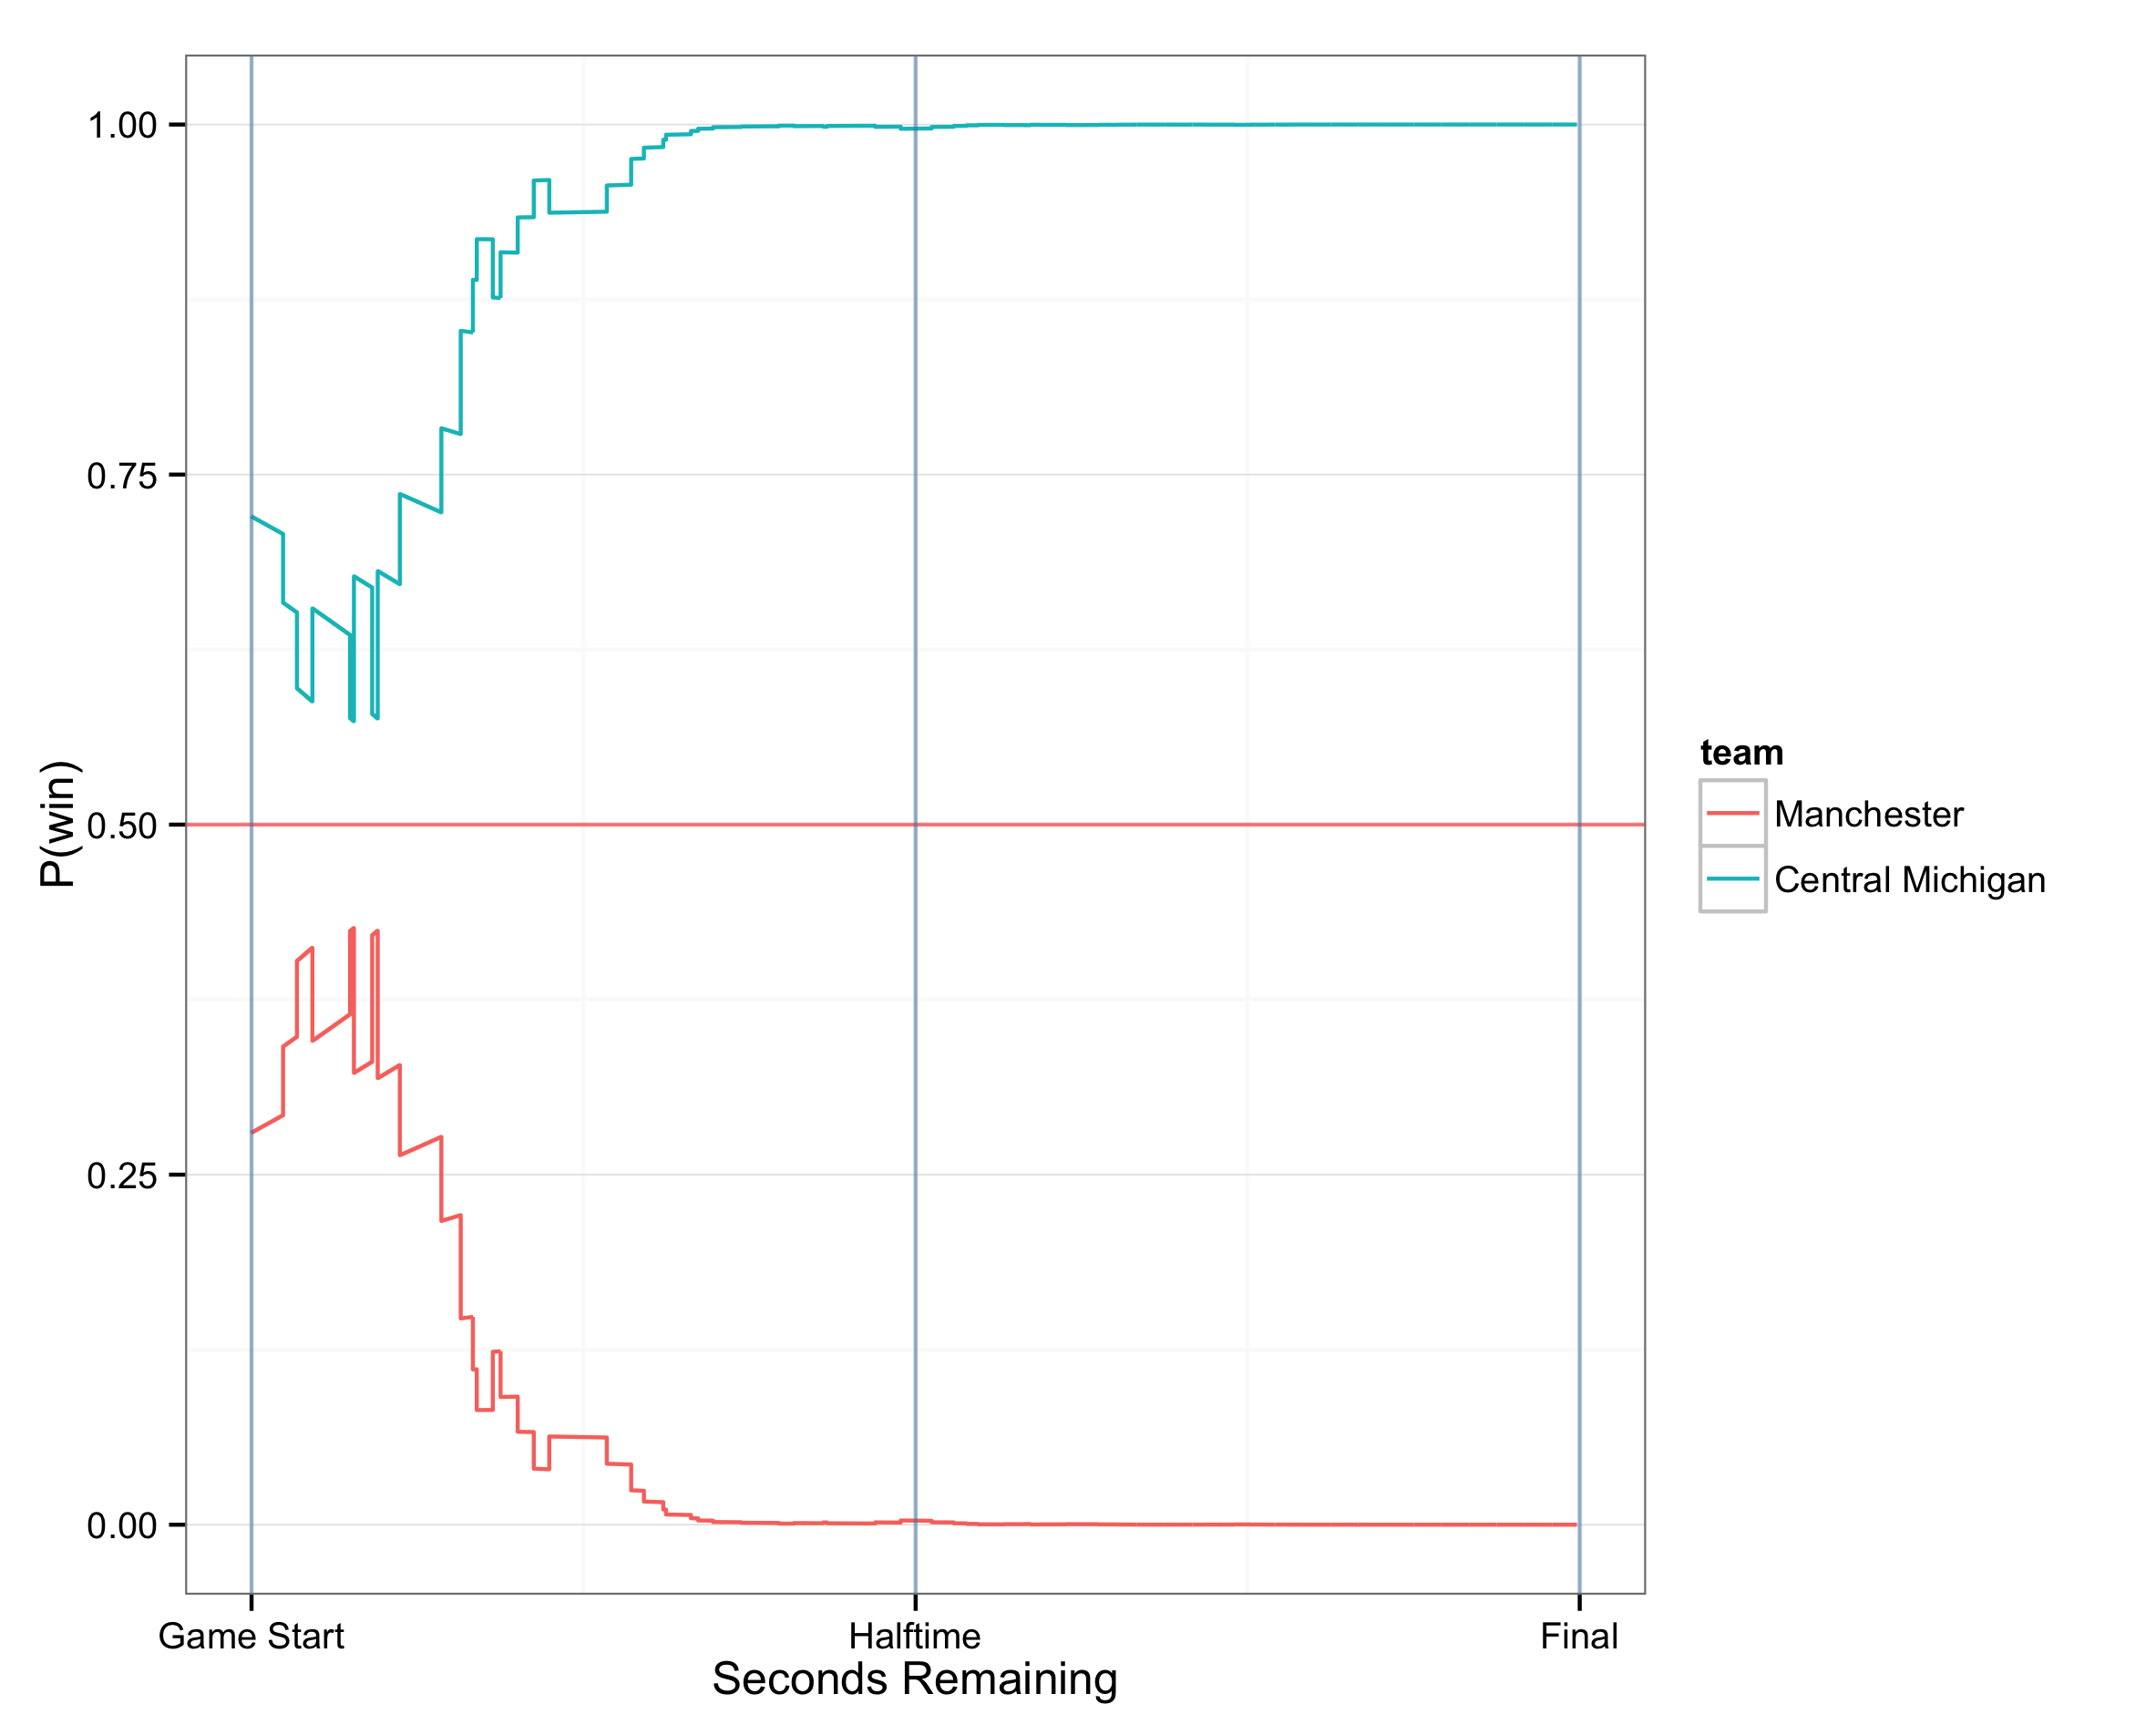 1.00
0.75
0.50
0.25
0.00
P(win)
Game Start
Halftime
Final
Seconds Remaining
team
Manchester
Central Michigan